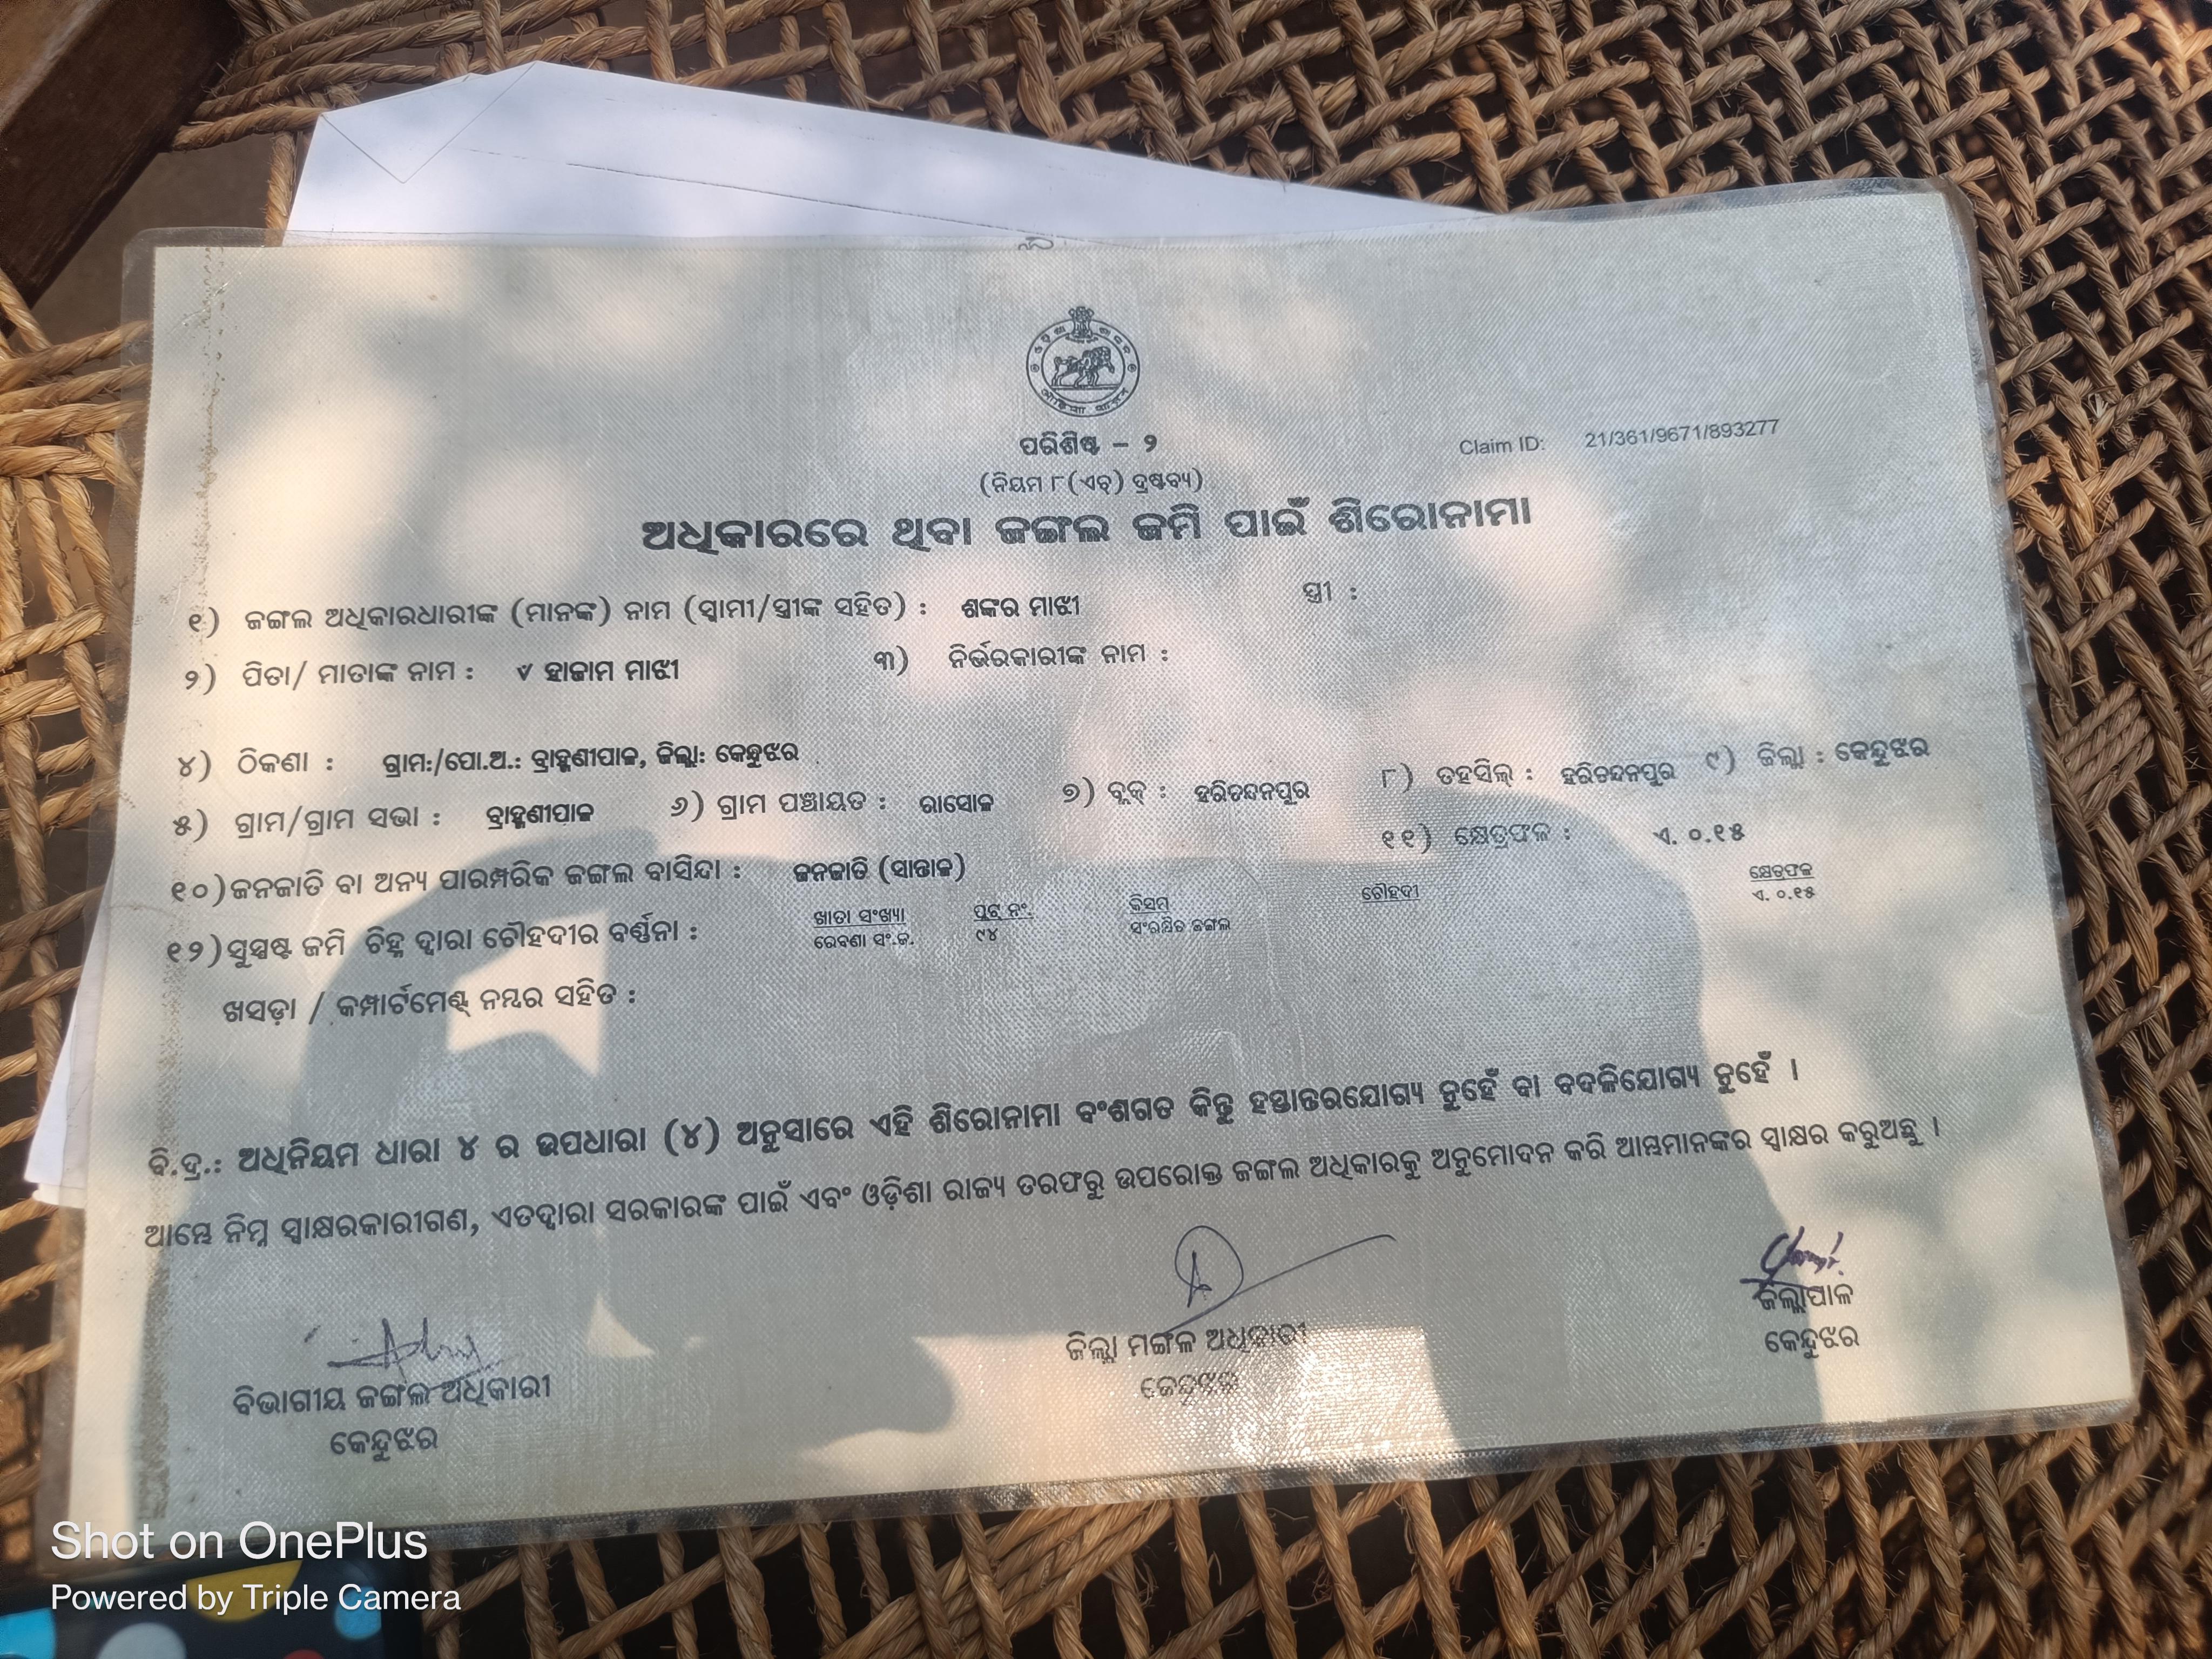 ପରିଶିଷ୍ଟ – ୨
Claim ID: 21/361/9671/893277
(ନିୟମ ୮(ଏଚ୍) ଦ୍ରଷ୍ଟବ୍ୟ)
ଅଧିକାରରେ ଥିବା ଜଙ୍ଗଲ ଜମି ପାଇଁ ଶିରୋନାମା
୧) ଜଙ୍ଗଲ ଅଧିକାରଧାରୀଙ୍କ (ମାନଙ୍କ) ନାମ (ସ୍ୱାମୀ/ସ୍ତ୍ରୀଙ୍କ ସହିତ) : ଶଙ୍କର ମାଝୀ ସ୍ତ୍ରୀ :
୨) ପିତା/ ମାତାଙ୍କ ନାମ : ହାଜାମ ମାଝୀ ୩) ନିର୍ଭରକାରୀଙ୍କ ନାମ :
୪) ଠିକଣା : ଗ୍ରାମ:/ପୋ.ଅ.: ବ୍ରାହ୍ମଣୀପାଳ, ଜିଲ୍ଲା: କେନ୍ଦୁଝର
୫) ଗ୍ରାମ/ଗ୍ରାମ ସଭା : ବ୍ରାହ୍ମଣୀପାଳ ୬) ଗ୍ରାମ ପଞ୍ଚାୟତ : ରାସୋଳ ୭) ବ୍ଲକ୍ : ହରିଚନ୍ଦନପୁର ୮) ତହସିଲ୍ : ହରିଚନ୍ଦନପୁର ୯) ଜିଲ୍ଲା : କେନ୍ଦୁଝର
୧୦)ଜନଜାତି ବା ଅନ୍ୟ ପାରମ୍ପରିକ ଜଙ୍ଗଲ ବାସିନ୍ଦା : ଜନଜାତି (ସାନ୍ତାଳ) ୧୧) କ୍ଷେତ୍ରଫଳ : ଏ. ୦.୧୫
୧୨)ସୁସ୍ପଷ୍ଟ ଜମି ଚିହ୍ନ ଦ୍ୱାରା ଚୌହଦୀର ବର୍ଣ୍ଣନା : ଖାତା ସଂଖ୍ୟା ପ୍ଲଟ୍ ନଂ. କିସମ୍ ଚୌହଦୀ କ୍ଷେତ୍ରଫଳ
ରେବଣା ସଂ.ଜ. ୯୪ ସଂରକ୍ଷିତ ଜଙ୍ଗଲ ଏ. ୦.୧୫
ଖସଡ଼ା / କମ୍ପାର୍ଟମେଣ୍ଟ୍ ନମ୍ବର ସହିତ :
ବି.ଦ୍ର.: ଅଧିନିୟମ ଧାରା ୪ ର ଉପଧାରା (୪) ଅନୁସାରେ ଏହି ଶିରୋନାମା ବଂଶଗତ କିନ୍ତୁ ହସ୍ତାନ୍ତରଯୋଗ୍ୟ ନୁହେଁ ବା ବଦଳିଯୋଗ୍ୟ ନୁହେଁ ।
ଆମ୍ଭେ ନିମ୍ନ ସ୍ୱାକ୍ଷରକାରୀଗଣ, ଏତଦ୍ଦ୍ୱାରା ସରକାରଙ୍କ ପାଇଁ ଏବଂ ଓଡ଼ିଶା ରାଜ୍ୟ ତରଫରୁ ଉପରୋକ୍ତ ଜଙ୍ଗଲ ଅଧିକାରକୁ ଅନୁମୋଦନ କରି ଆମ୍ଭମାନଙ୍କର ସ୍ୱାକ୍ଷର କରୁଅଛୁ ।
ବିଭାଗୀୟ ଜଙ୍ଗଲ ଅଧିକାରୀ
କେନ୍ଦୁଝର
ଜିଲ୍ଲା ମଙ୍ଗଳ ଅଧିକାରୀ
କେନ୍ଦୁଝର
ଜିଲ୍ଲାପାଳ
କେନ୍ଦୁଝର
Shot on OnePlus
Powered by Triple Camera